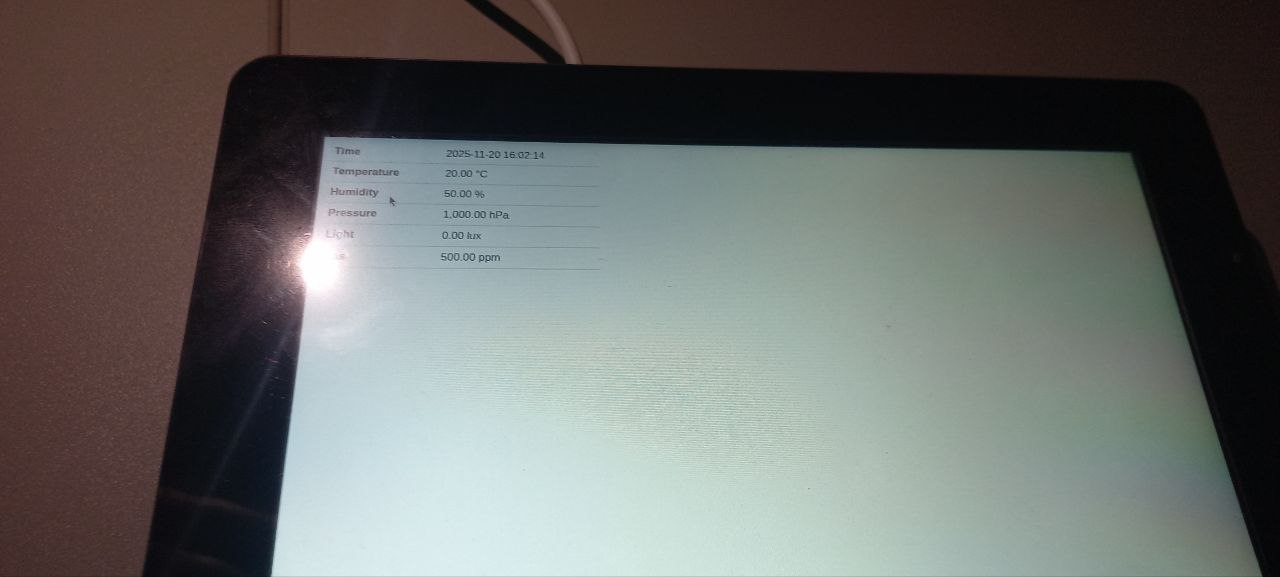 Time 2025-11-20 16:02:14
Temperature 20.00 °C
Humidity 50.00 %
Pressure 1,000.00 hPa
Light 0.00 lux
500.00 ppm